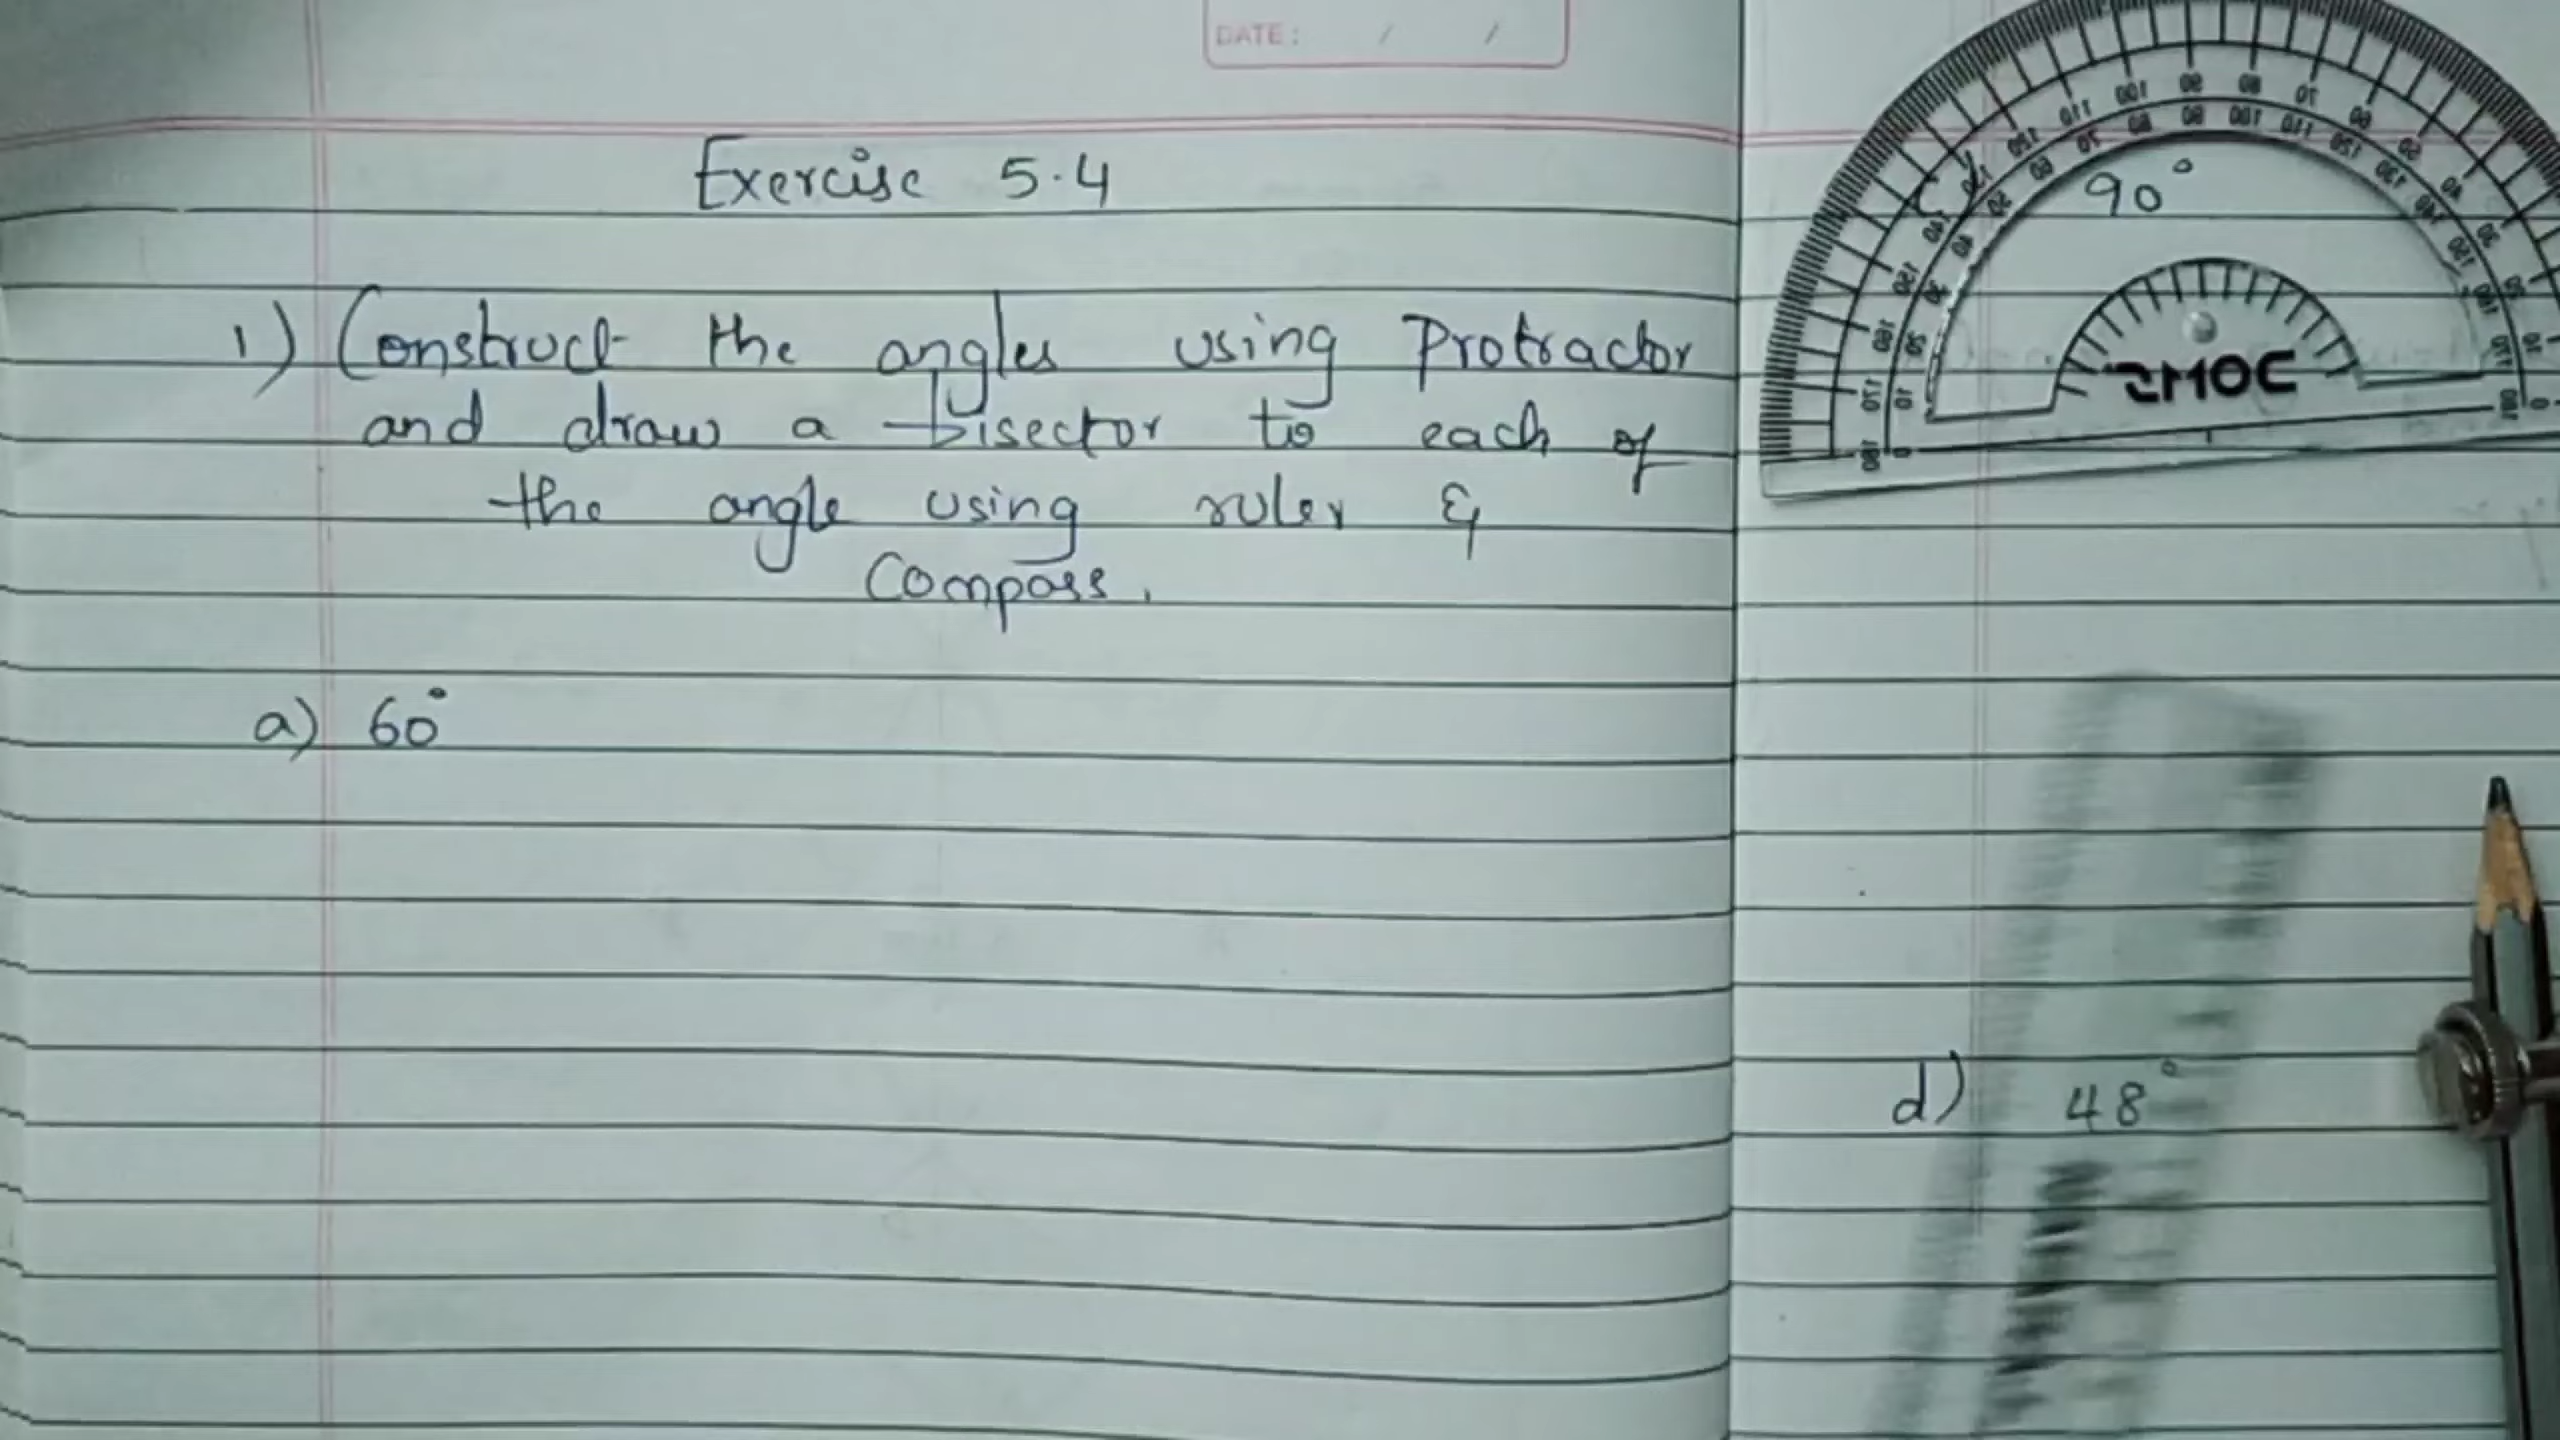 DATE: / /
Exercise 5.4
1) Construct the angles using Protractor
and draw a bisector to each of
the angle using ruler &
Compass.
a) 60°
c) 90°
DOMS
d) 48°